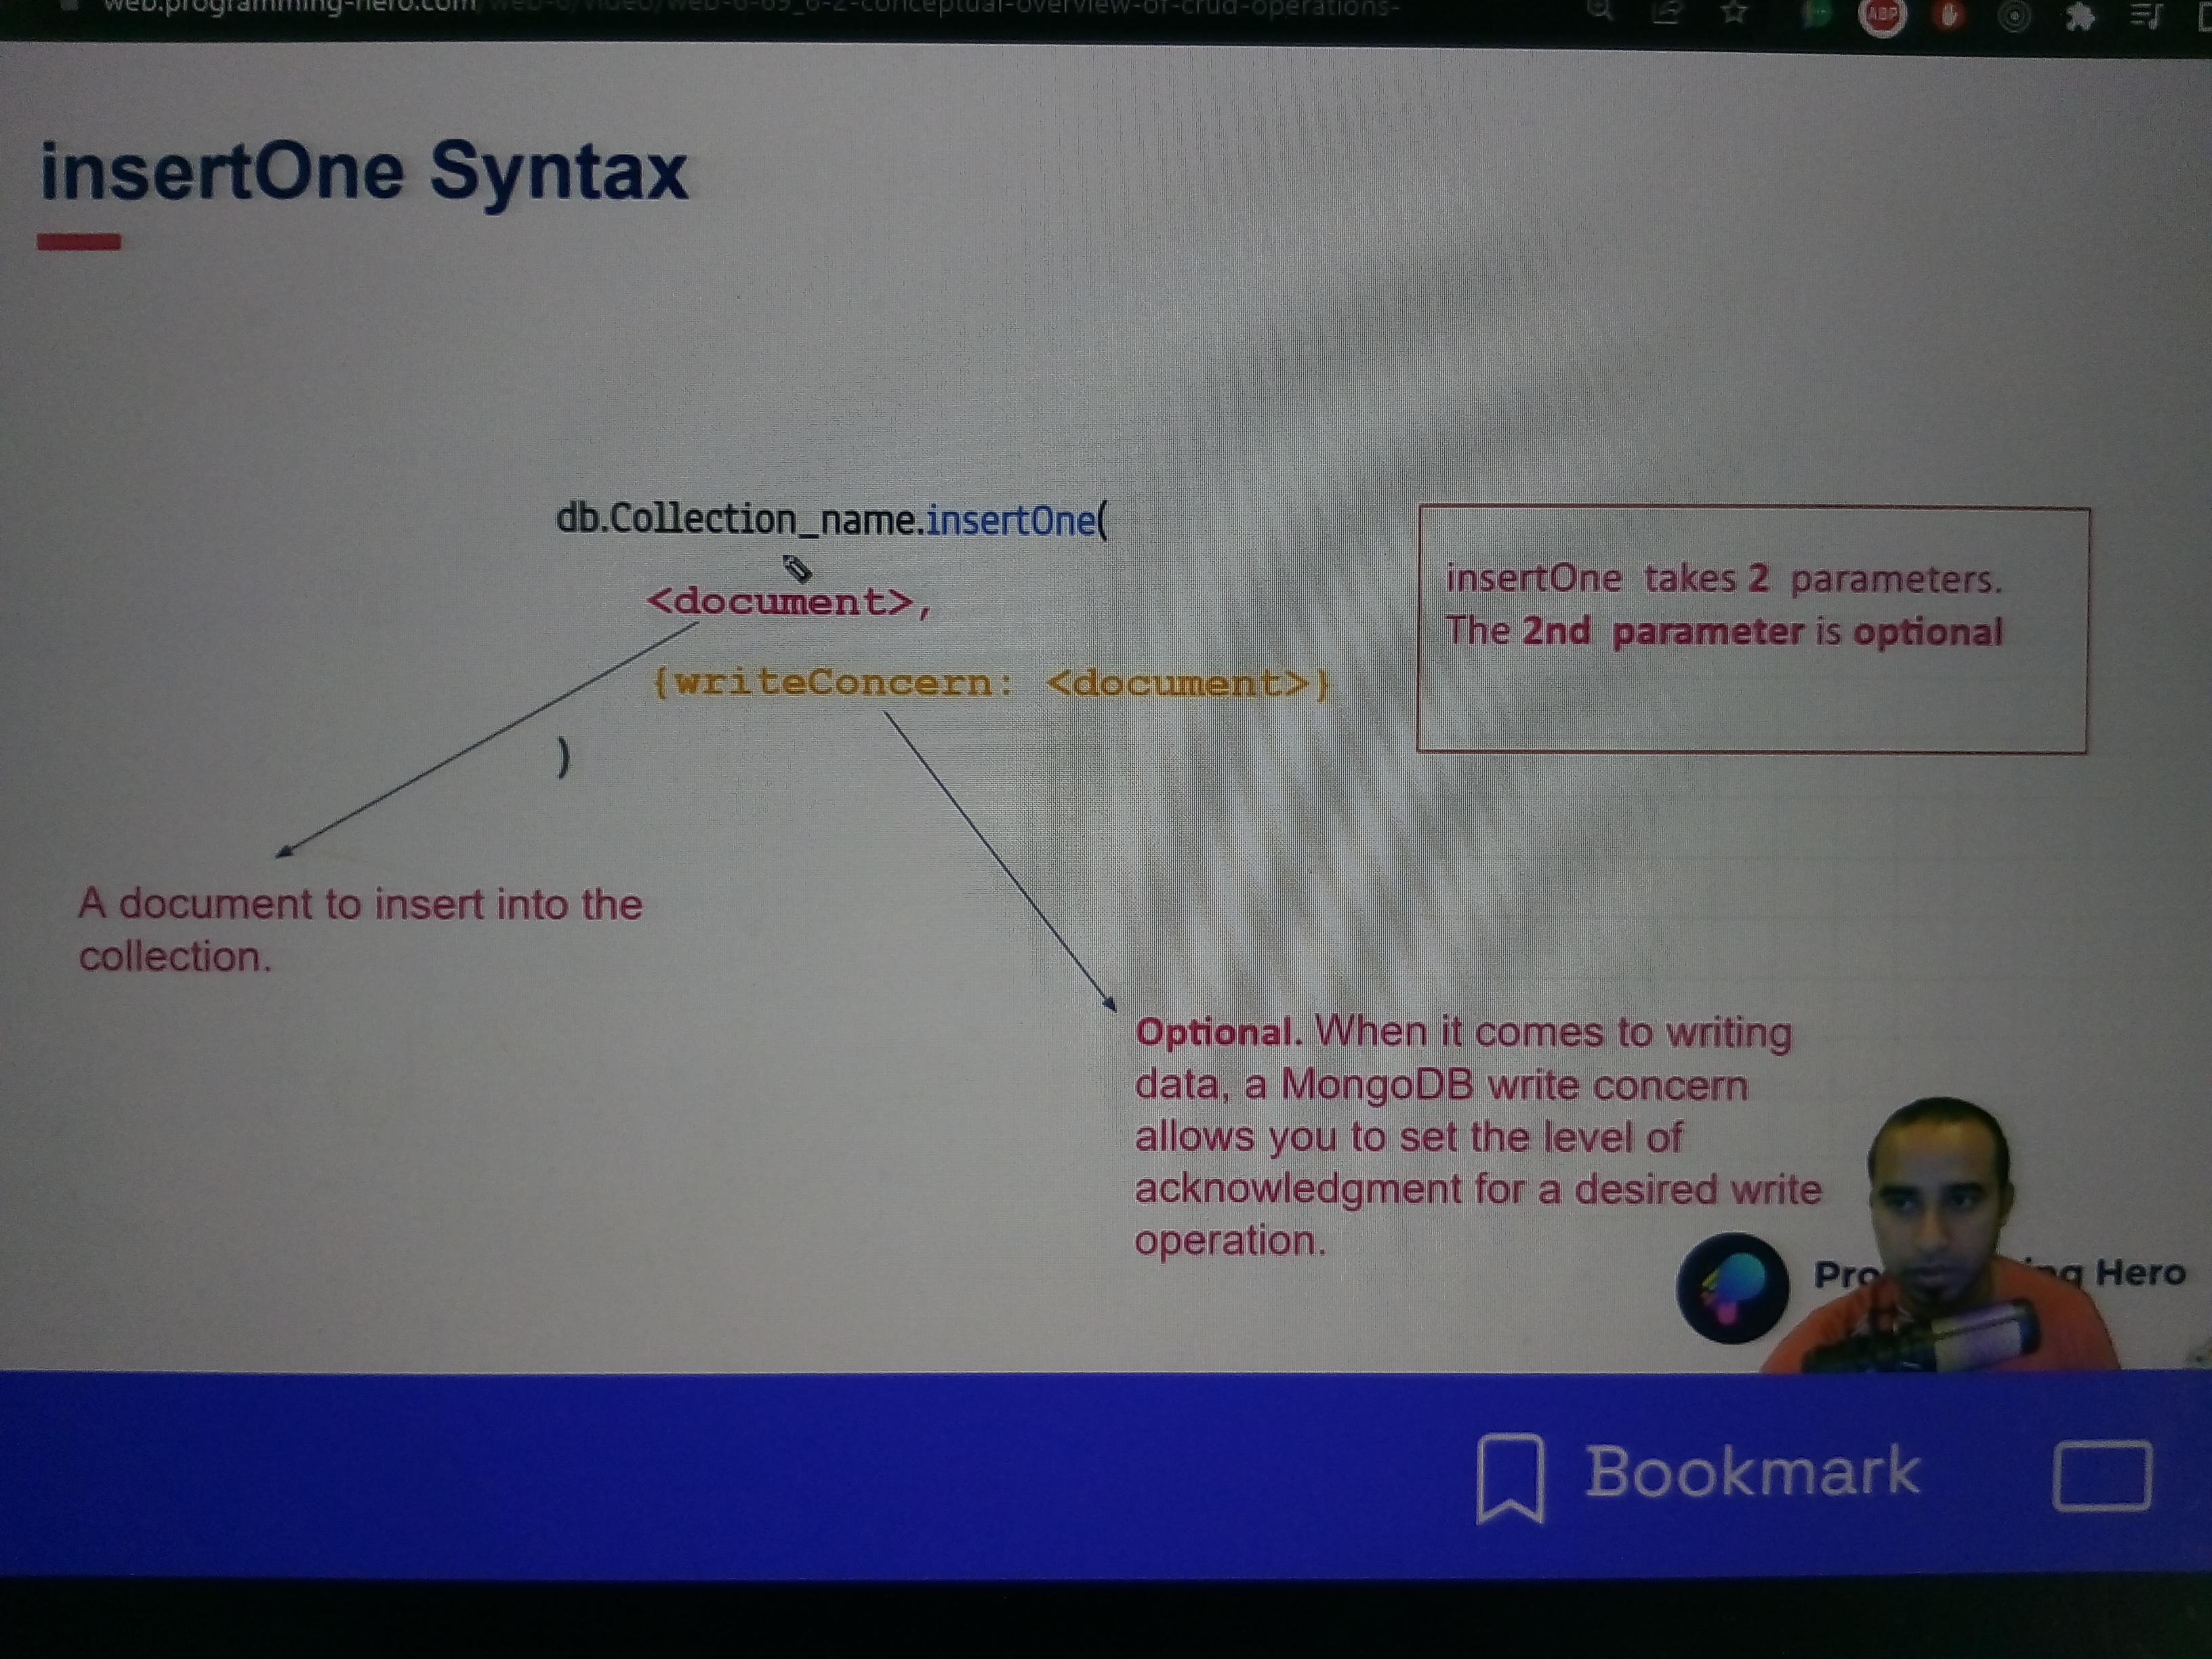 web.programming-hero.com/web-6/video/web-6-69_6-2-conceptual-overview-of-crud-operations-
ABP
insertOne Syntax
db.Collection_name.insertOne(
<document>,
{writeConcern: <document>}
)
insertOne takes 2 parameters.
The 2nd parameter is optional
A document to insert into the
collection.
Optional. When it comes to writing
data, a MongoDB write concern
allows you to set the level of
acknowledgment for a desired write
operation.
Hero
Bookmark